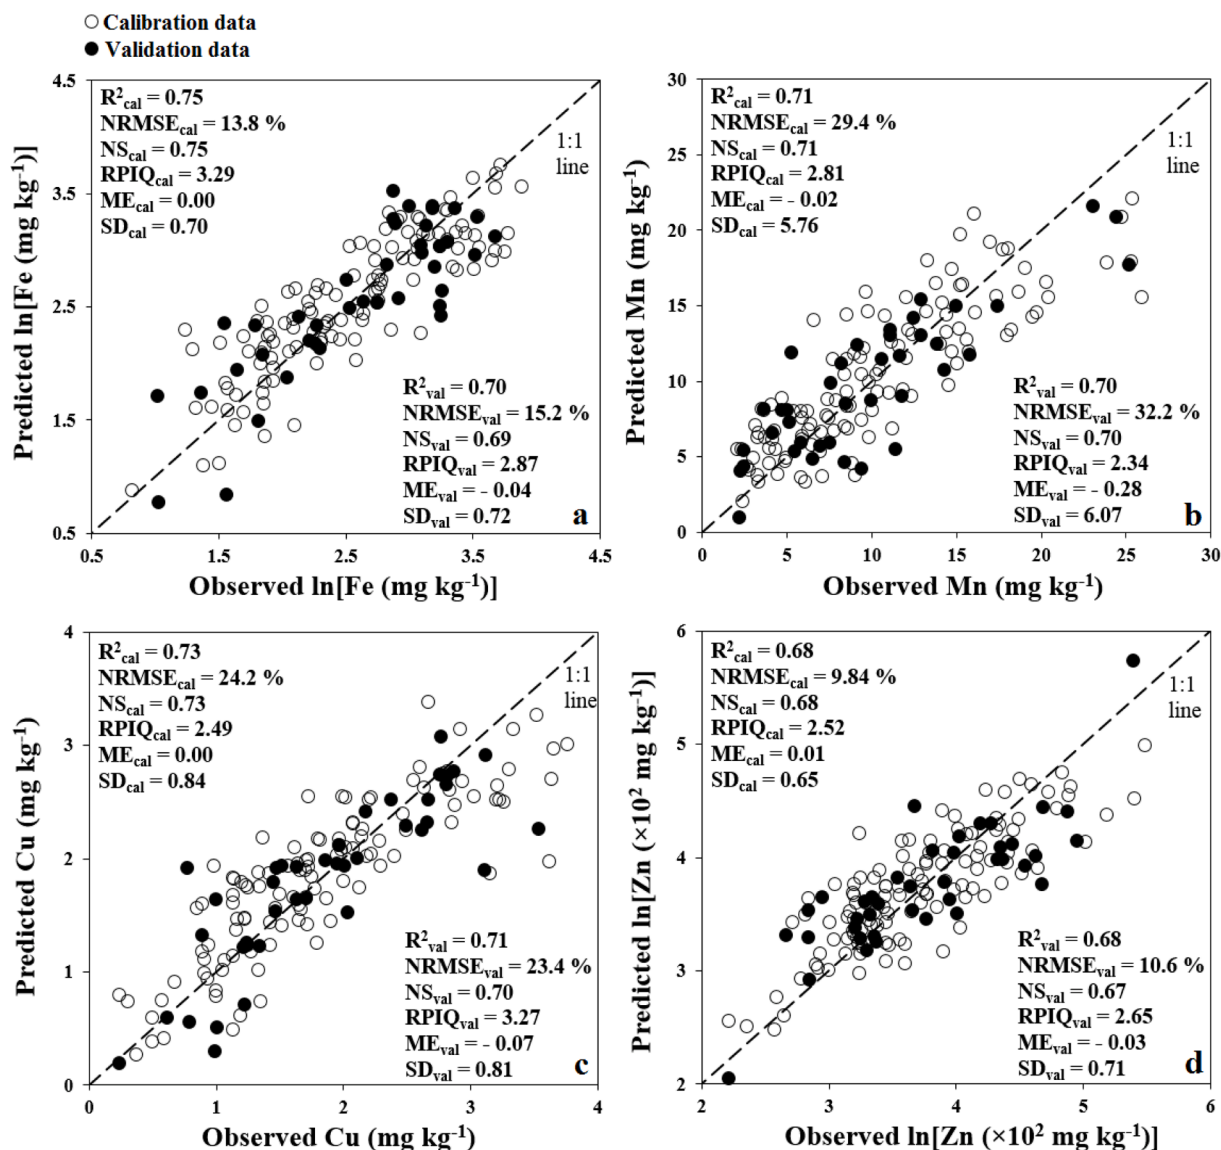 Calibration data
Validation data
4.5
3.5
2.5
1.5
0.5
Predicted ln[Fe (mg kg⁻¹)]
R²cal = 0.75
NRMSEcal = 13.8 %
NScal = 0.75
RPIQcal = 3.29
MEcal = 0.00
SDcal = 0.70
1:1
line
R²val = 0.70
NRMSEval = 15.2 %
NSval = 0.69
RPIQval = 2.87
MEval = - 0.04
SDval = 0.72
a
0.5 1.5 2.5 3.5 4.5
Observed ln[Fe (mg kg⁻¹)]
30
25
20
15
10
5
0
Predicted Mn (mg kg⁻¹)
R²cal = 0.71
NRMSEcal = 29.4 %
NScal = 0.71
RPIQcal = 2.81
MEcal = - 0.02
SDcal = 5.76
1:1
line
R²val = 0.70
NRMSEval = 32.2 %
NSval = 0.70
RPIQval = 2.34
MEval = - 0.28
SDval = 6.07
b
0 5 10 15 20 25 30
Observed Mn (mg kg⁻¹)
4
3
2
1
0
Predicted Cu (mg kg⁻¹)
R²cal = 0.73
NRMSEcal = 24.2 %
NScal = 0.73
RPIQcal = 2.49
MEcal = 0.00
SDcal = 0.84
1:1
line
R²val = 0.71
NRMSEval = 23.4 %
NSval = 0.70
RPIQval = 3.27
MEval = - 0.07
SDval = 0.81
c
0 1 2 3 4
Observed Cu (mg kg⁻¹)
6
5
4
3
2
Predicted ln[Zn (×10² mg kg⁻¹)]
R²cal = 0.68
NRMSEcal = 9.84 %
NScal = 0.68
RPIQcal = 2.52
MEcal = 0.01
SDcal = 0.65
1:1
line
R²val = 0.68
NRMSEval = 10.6 %
NSval = 0.67
RPIQval = 2.65
MEval = - 0.03
SDval = 0.71
d
2 3 4 5 6
Observed ln[Zn (×10² mg kg⁻¹)]